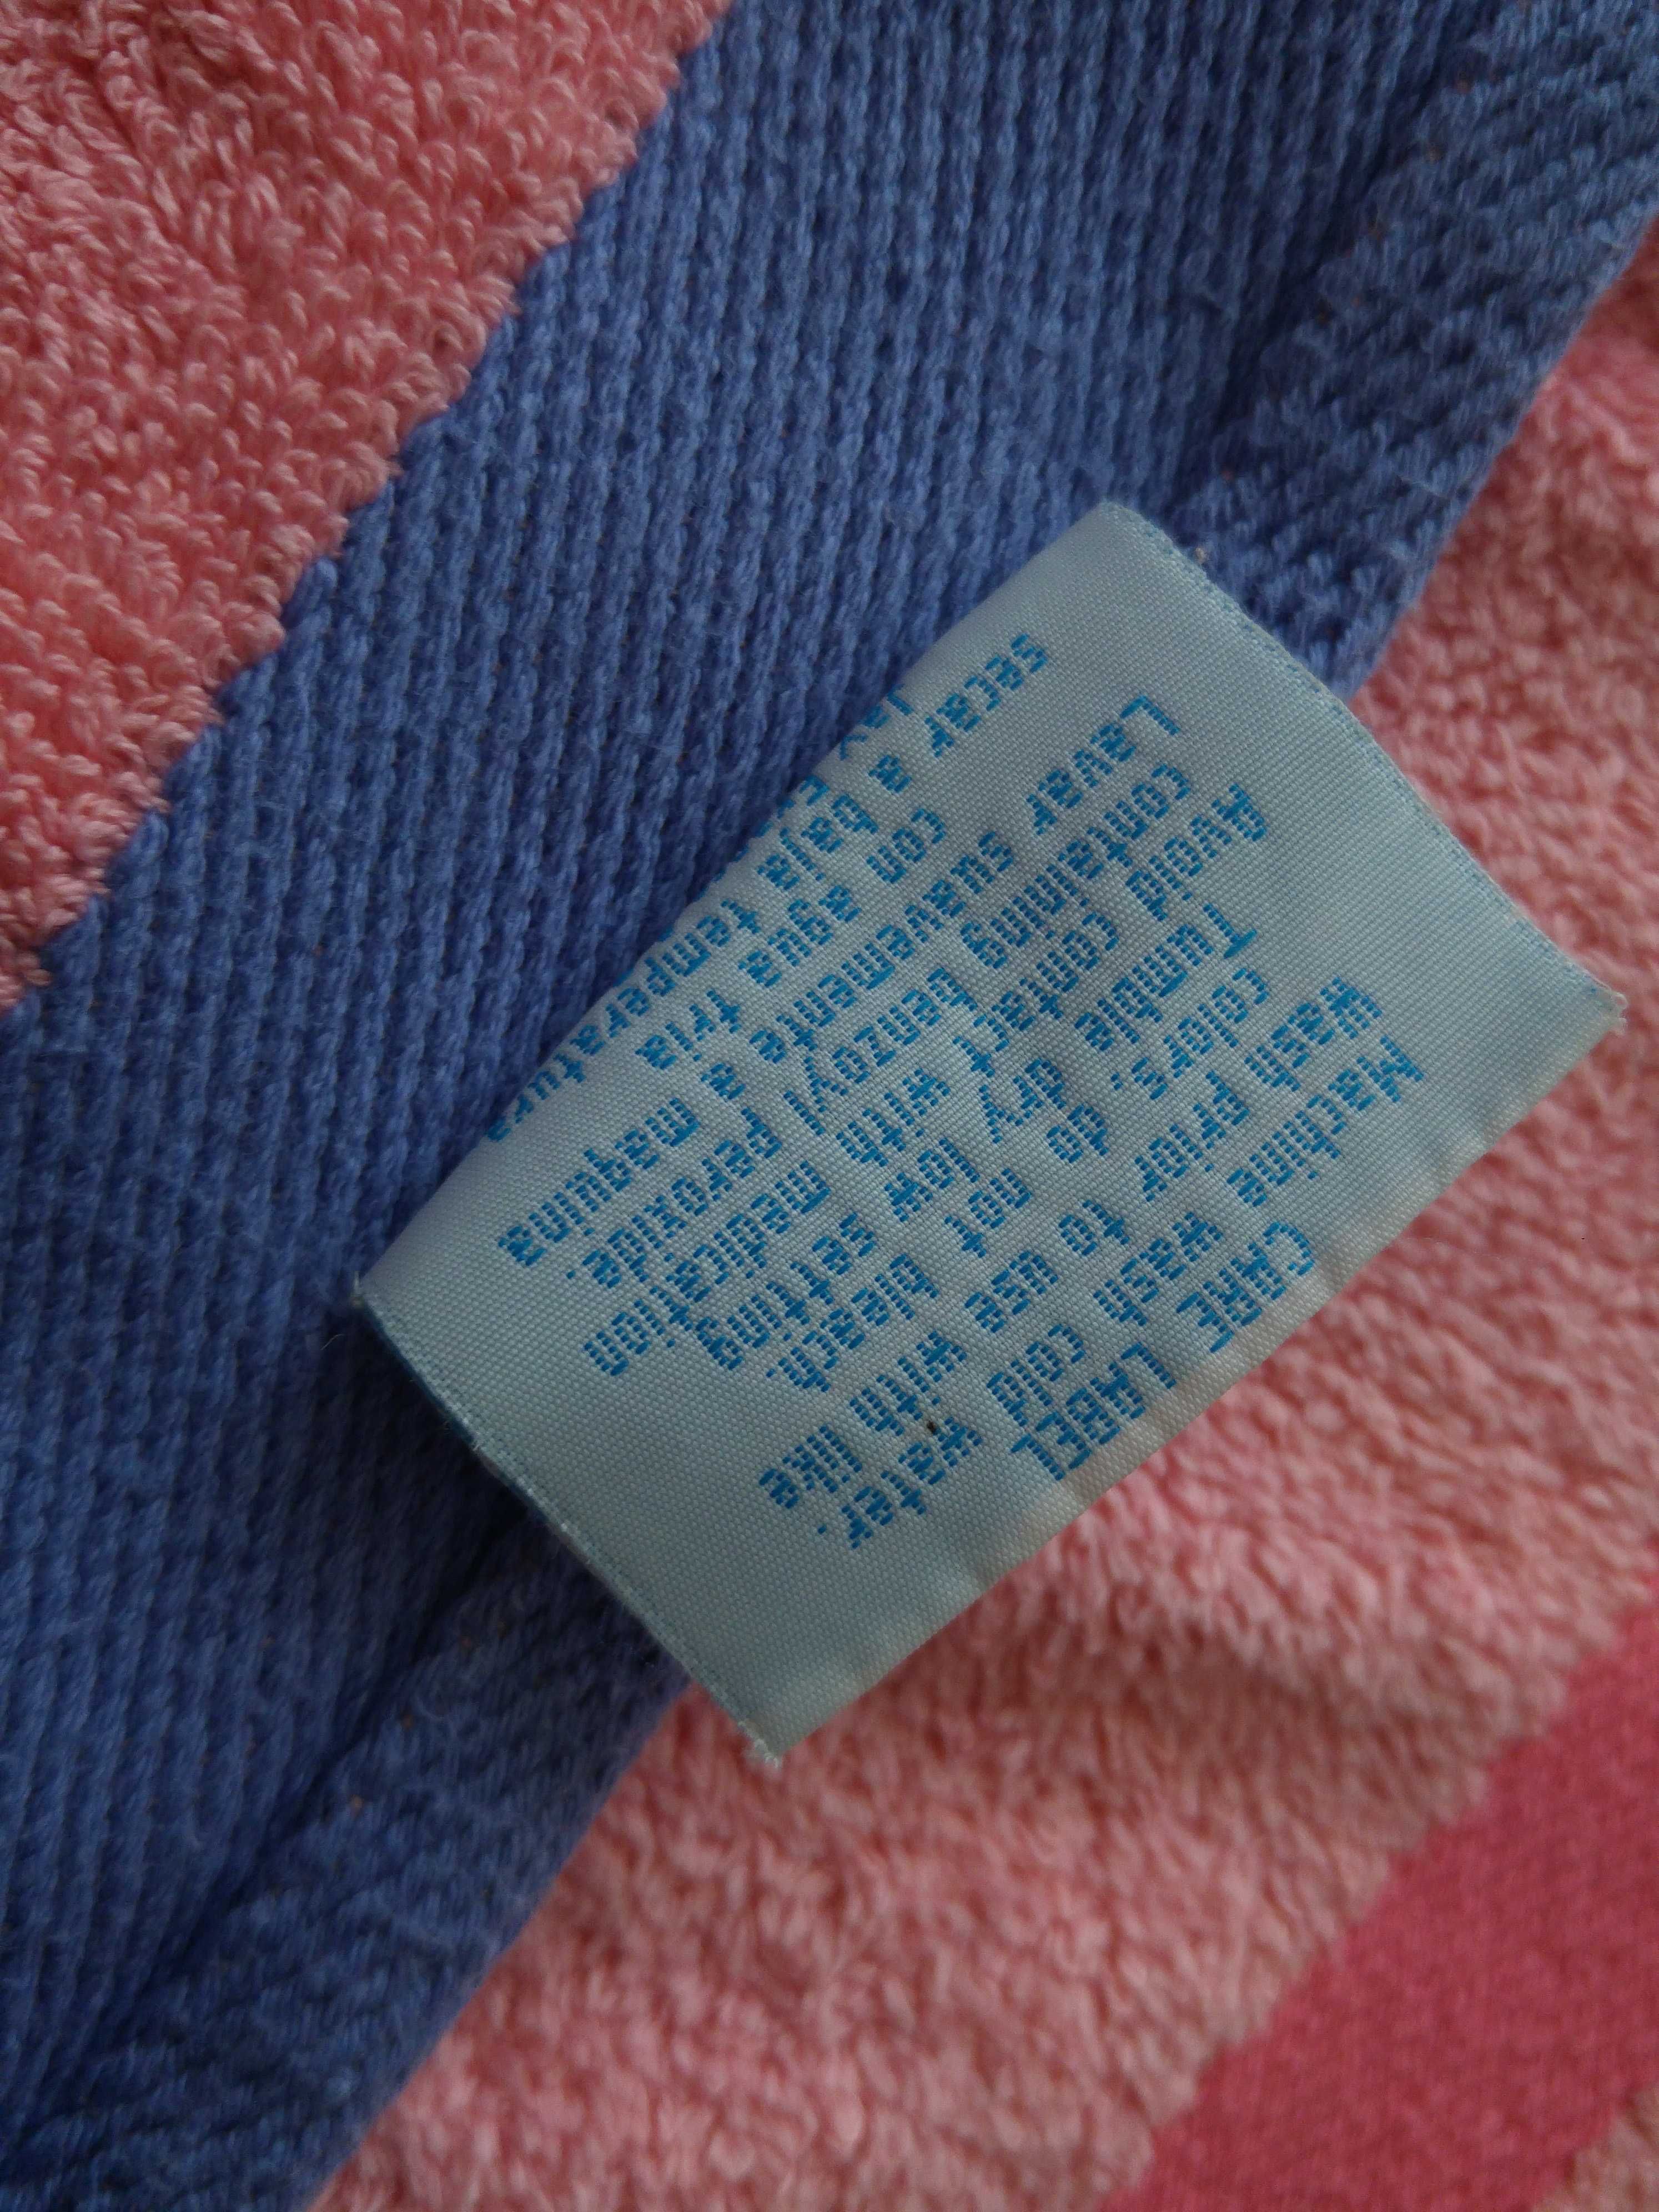 CARE LABEL
Machine wash cold water.
Wash prior to use with like
colors. do not bleach.
Tumble dry low setting
Avoid contact with medication
containing benzoyl peroxide.
Lavar suavemente a maquina
con agua fria
secar a baja temperatura